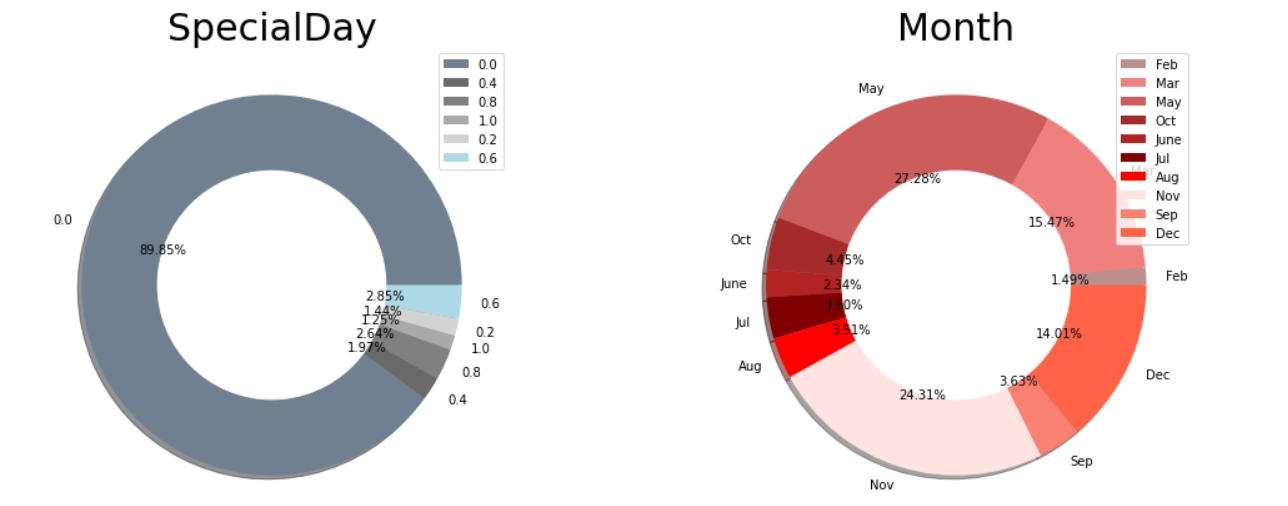 SpecialDay
0.0
0.4
0.8
1.0
0.2
0.6
0.0
89.85%
2.85%
1.44%
1.25%
2.64%
1.97%
0.6
0.2
1.0
0.8
0.4
Month
Feb
Mar
May
Oct
June
Jul
Aug
Nov
Sep
Dec
May
Mar
27.28%
15.47%
Oct
4.45%
1.49%
Feb
June
2.34%
3.50%
Jul
3.51%
14.01%
Aug
3.63%
Dec
24.31%
Sep
Nov